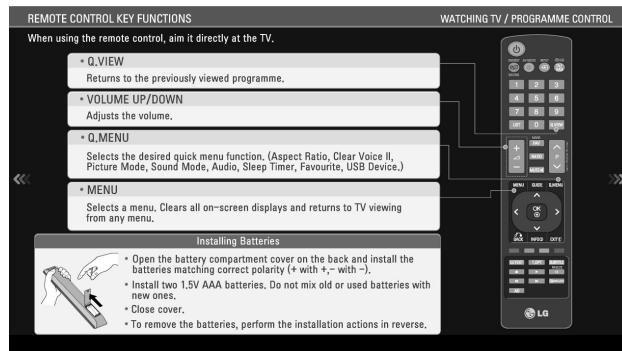 REMOTE CONTROL KEY FUNCTIONS
WATCHING TV / PROGRAMME CONTROL
When using the remote control, aim it directly at the TV.
• Q.VIEW
Returns to the previously viewed programme.
• VOLUME UP/DOWN
Adjusts the volume.
• Q.MENU
Selects the desired quick menu function. (Aspect Ratio, Clear Voice II,
Picture Mode, Sound Mode, Audio, Sleep Timer, Favourite, USB Device.)
• MENU
Selects a menu. Clears all on-screen displays and returns to TV viewing
from any menu.
Installing Batteries
• Open the battery compartment cover on the back and install the
batteries matching correct polarity (+ with +,- with -).
• Install two 1.5V AAA batteries. Do not mix old or used batteries with
new ones.
• Close cover.
• To remove the batteries, perform the installation actions in reverse.
1 2 3
4 5 6
7 8 9
LIST 0 Q.VIEW
+ FAV
P
RATIO
- MUTE
MENU GUIDE Q.MENU
OK
BACK INFO EXIT
T.OPT SUBTITLE
AD
LG